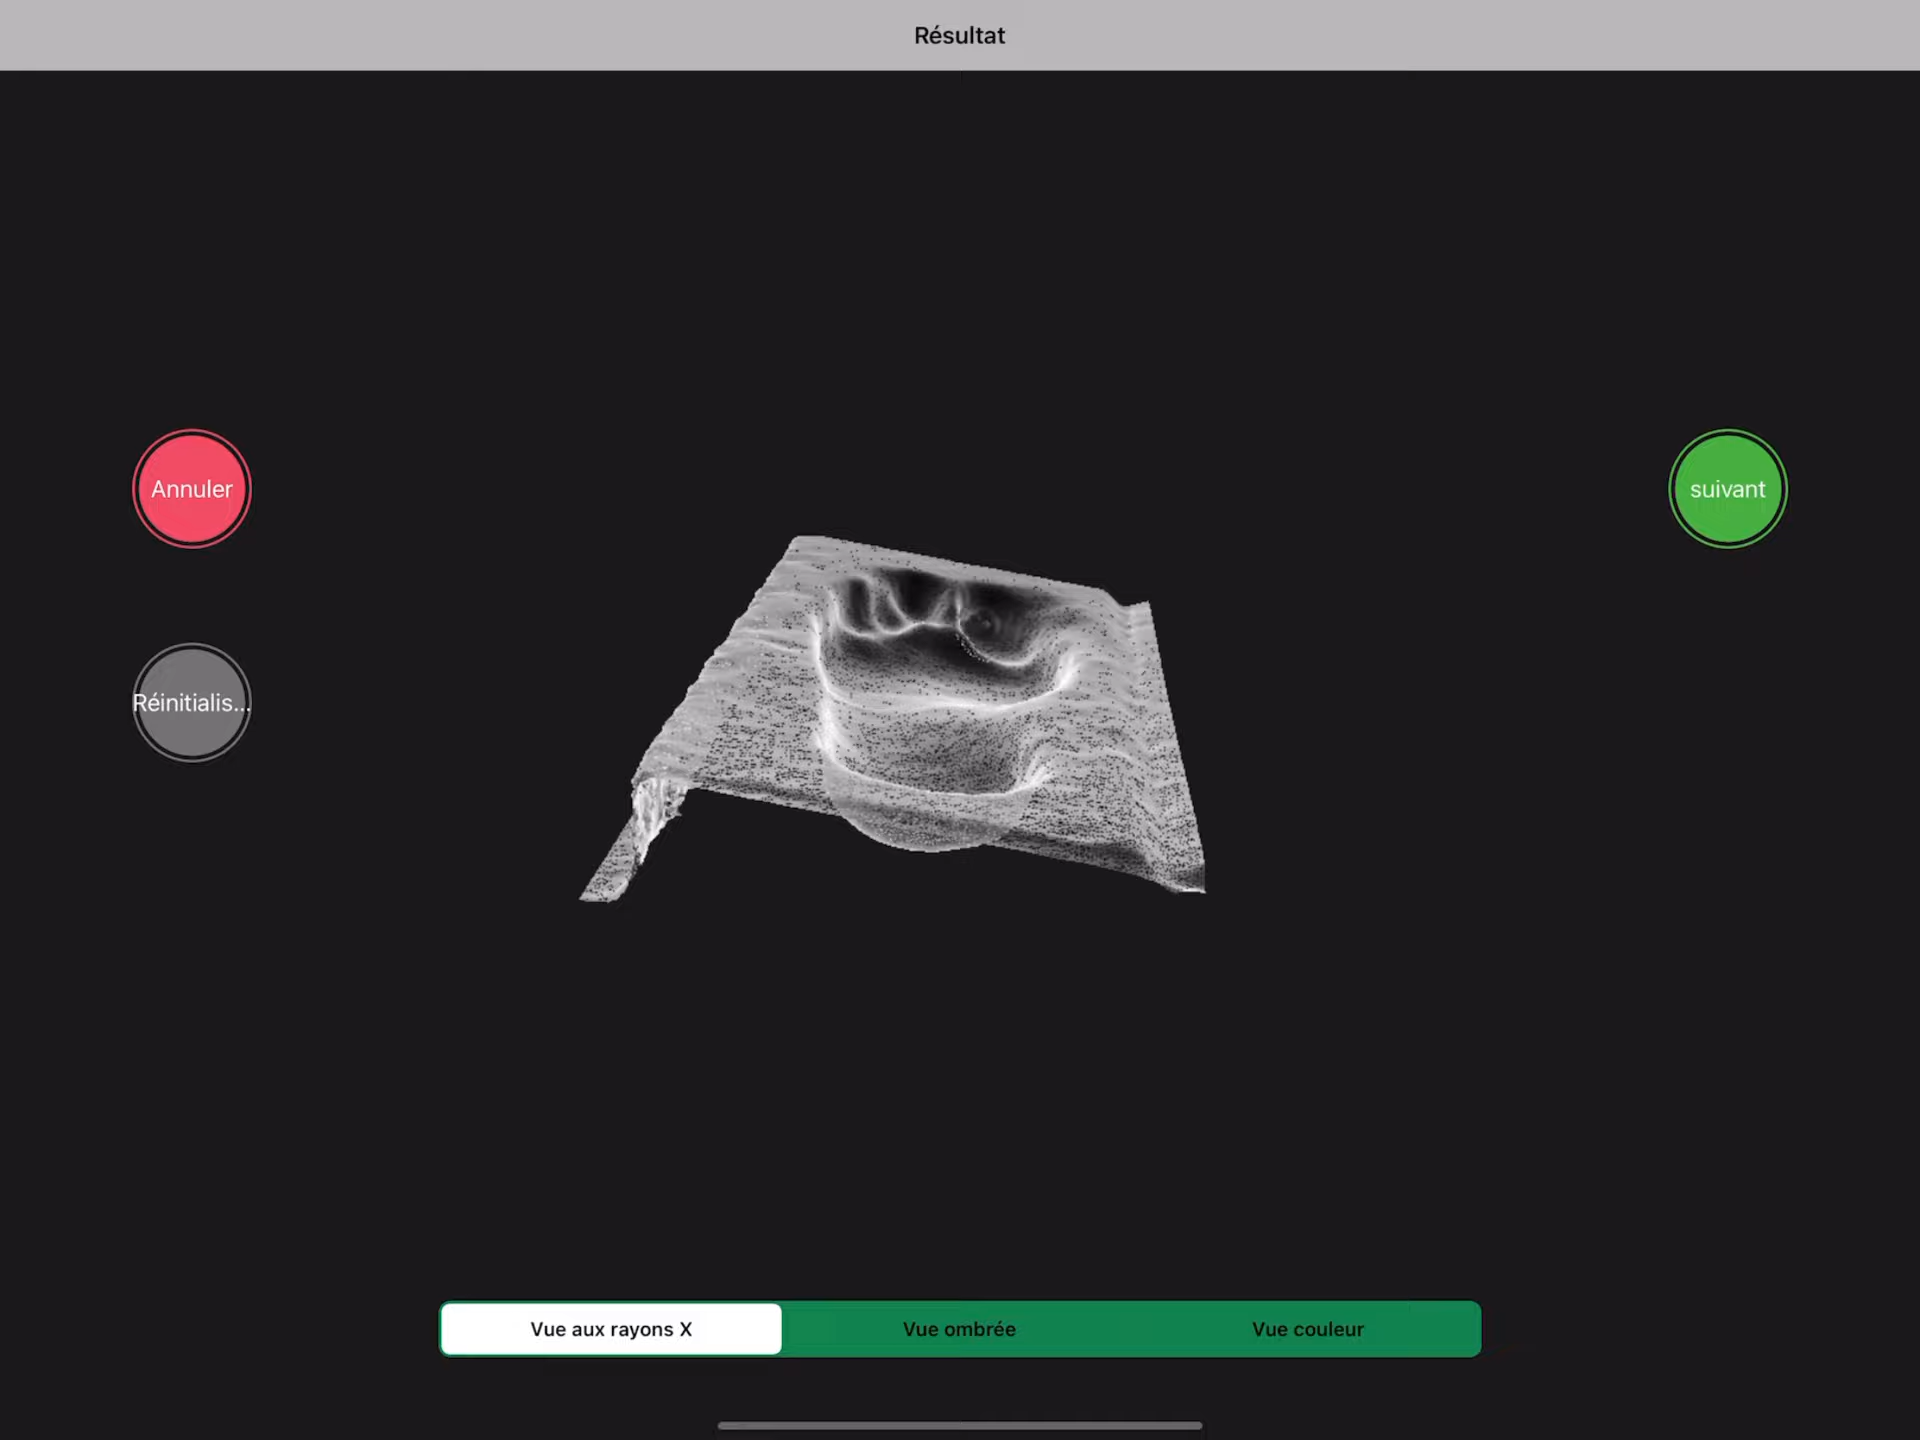 Résultat
Annuler
suivant
Réinitialis...
Vue aux rayons X
Vue ombrée
Vue couleur